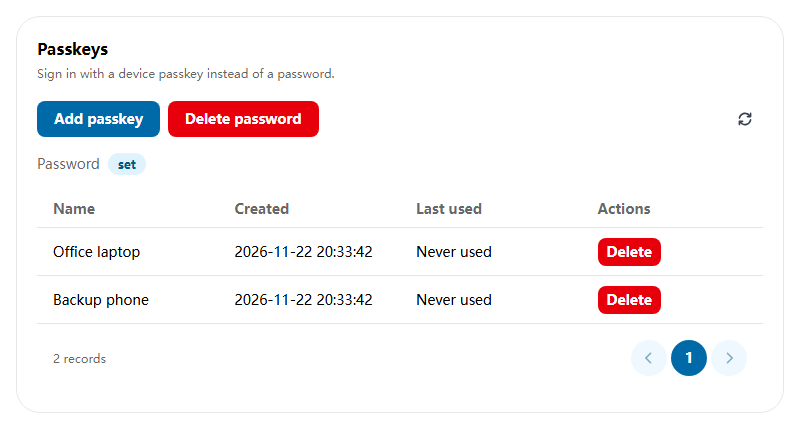 Passkeys
Sign in with a device passkey instead of a password.
Add passkey Delete password
Password set
Name Created Last used Actions
Office laptop 2026-11-22 20:33:42 Never used Delete
Backup phone 2026-11-22 20:33:42 Never used Delete
2 records 1